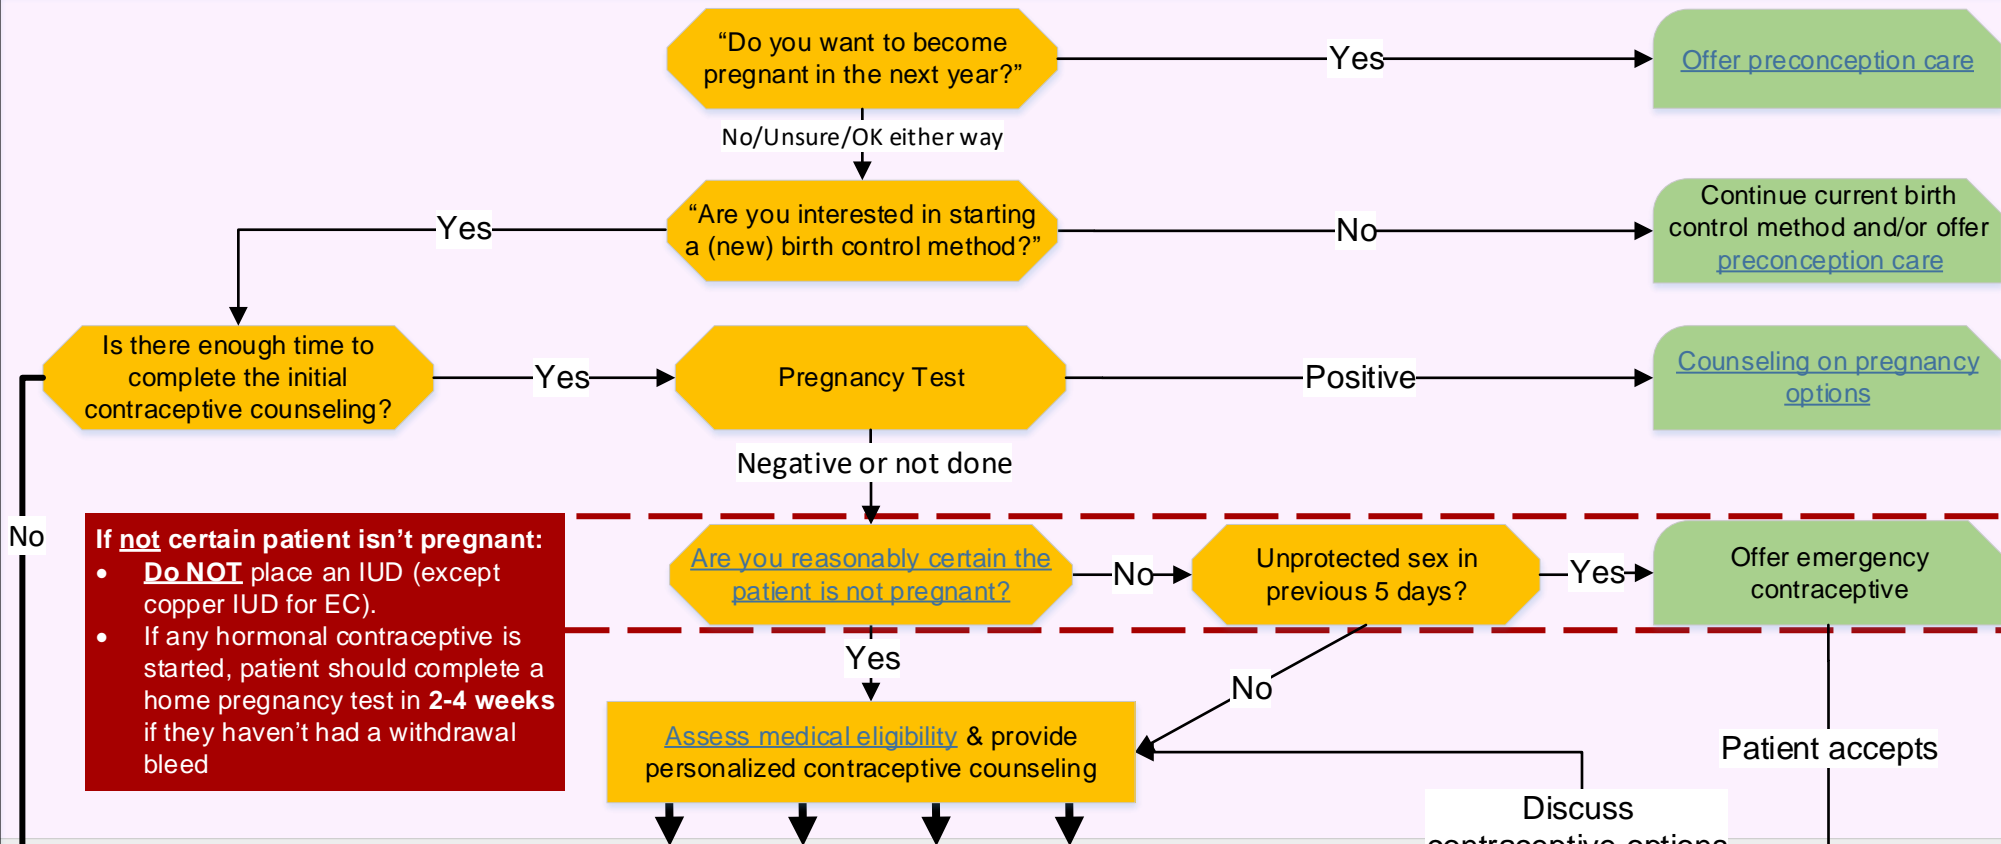 “Do you want to become
pregnant in the next year?”
Yes
Offer preconception care
No/Unsure/OK either way
“Are you interested in starting
a (new) birth control method?”
Yes
No
Continue current birth
control method and/or offer
preconception care
Is there enough time to
complete the initial
contraceptive counseling?
Yes
Pregnancy Test
Positive
Counseling on pregnancy
options
Negative or not done
No
If not certain patient isn’t pregnant:
• Do NOT place an IUD (except
copper IUD for EC).
• If any hormonal contraceptive is
started, patient should complete a
home pregnancy test in 2-4 weeks
if they haven’t had a withdrawal
bleed
Are you reasonably certain the
patient is not pregnant?
No
Unprotected sex in
previous 5 days?
Yes
Offer emergency
contraceptive
Yes
No
Assess medical eligibility & provide
personalized contraceptive counseling
Patient accepts
Discuss
contraceptive options